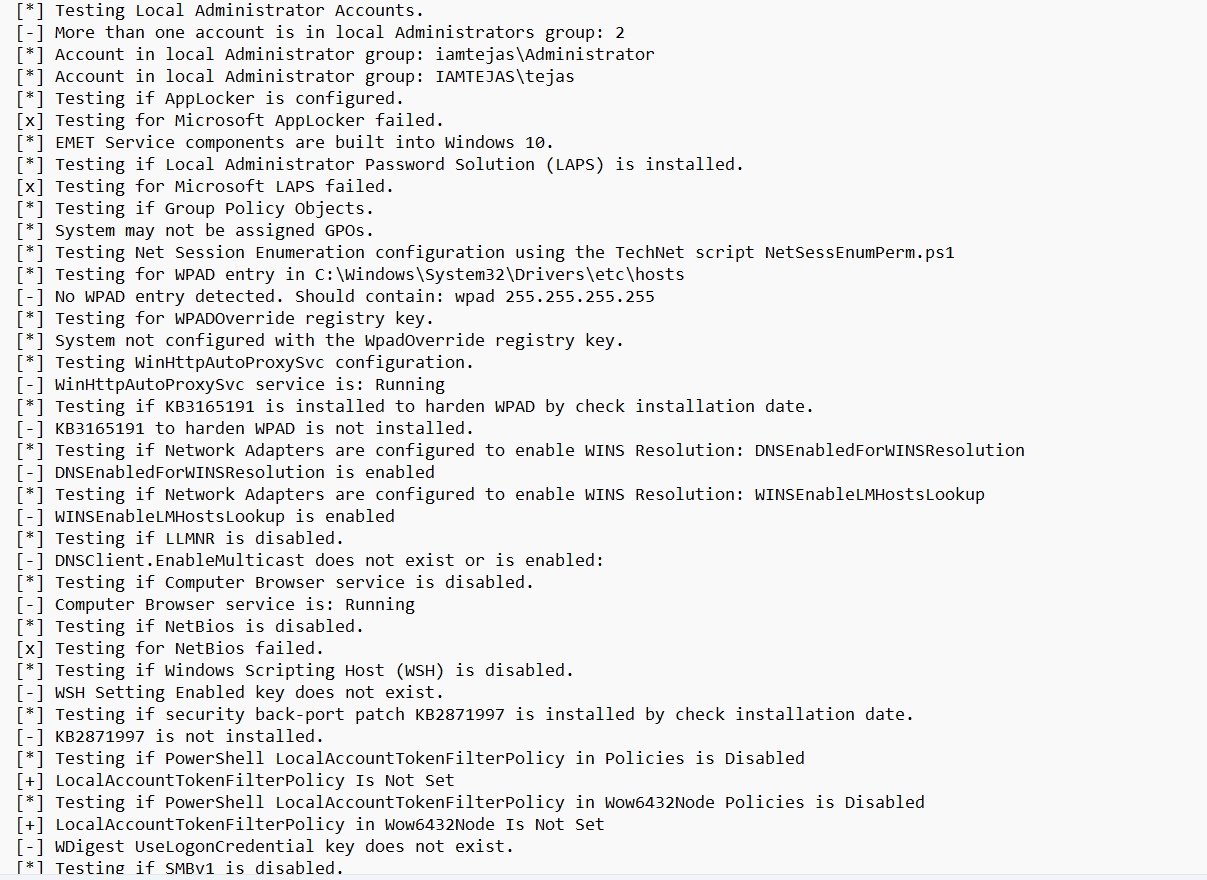 [*] Testing Local Administrator Accounts.
[-] More than one account is in local Administrators group: 2
[*] Account in local Administrator group: iamtejas\Administrator
[*] Account in local Administrator group: IAMTEJAS\tejas
[*] Testing if AppLocker is configured.
[x] Testing for Microsoft AppLocker failed.
[*] EMET Service components are built into Windows 10.
[*] Testing if Local Administrator Password Solution (LAPS) is installed.
[x] Testing for Microsoft LAPS failed.
[*] Testing if Group Policy Objects.
[*] System may not be assigned GPOs.
[*] Testing Net Session Enumeration configuration using the TechNet script NetSessEnumPerm.ps1
[*] Testing for WPAD entry in C:\Windows\System32\Drivers\etc\hosts
[-] No WPAD entry detected. Should contain: wpad 255.255.255.255
[*] Testing for WPADOverride registry key.
[*] System not configured with the WpadOverride registry key.
[*] Testing WinHttpAutoProxySvc configuration.
[-] WinHttpAutoProxySvc service is: Running
[*] Testing if KB3165191 is installed to harden WPAD by check installation date.
[-] KB3165191 to harden WPAD is not installed.
[*] Testing if Network Adapters are configured to enable WINS Resolution: DNSEnabledForWINSResolution
[-] DNSEnabledForWINSResolution is enabled
[*] Testing if Network Adapters are configured to enable WINS Resolution: WINSEnableLMHostsLookup
[-] WINSEnableLMHostsLookup is enabled
[*] Testing if LLMNR is disabled.
[-] DNSClient.EnableMulticast does not exist or is enabled:
[*] Testing if Computer Browser service is disabled.
[-] Computer Browser service is: Running
[*] Testing if NetBios is disabled.
[x] Testing for NetBios failed.
[*] Testing if Windows Scripting Host (WSH) is disabled.
[-] WSH Setting Enabled key does not exist.
[*] Testing if security back-port patch KB2871997 is installed by check installation date.
[-] KB2871997 is not installed.
[*] Testing if PowerShell LocalAccountTokenFilterPolicy in Policies is Disabled
[+] LocalAccountTokenFilterPolicy Is Not Set
[*] Testing if PowerShell LocalAccountTokenFilterPolicy in Wow6432Node Policies is Disabled
[+] LocalAccountTokenFilterPolicy in Wow6432Node Is Not Set
[-] WDigest UseLogonCredential key does not exist.
[*] Testing if SMBv1 is disabled.